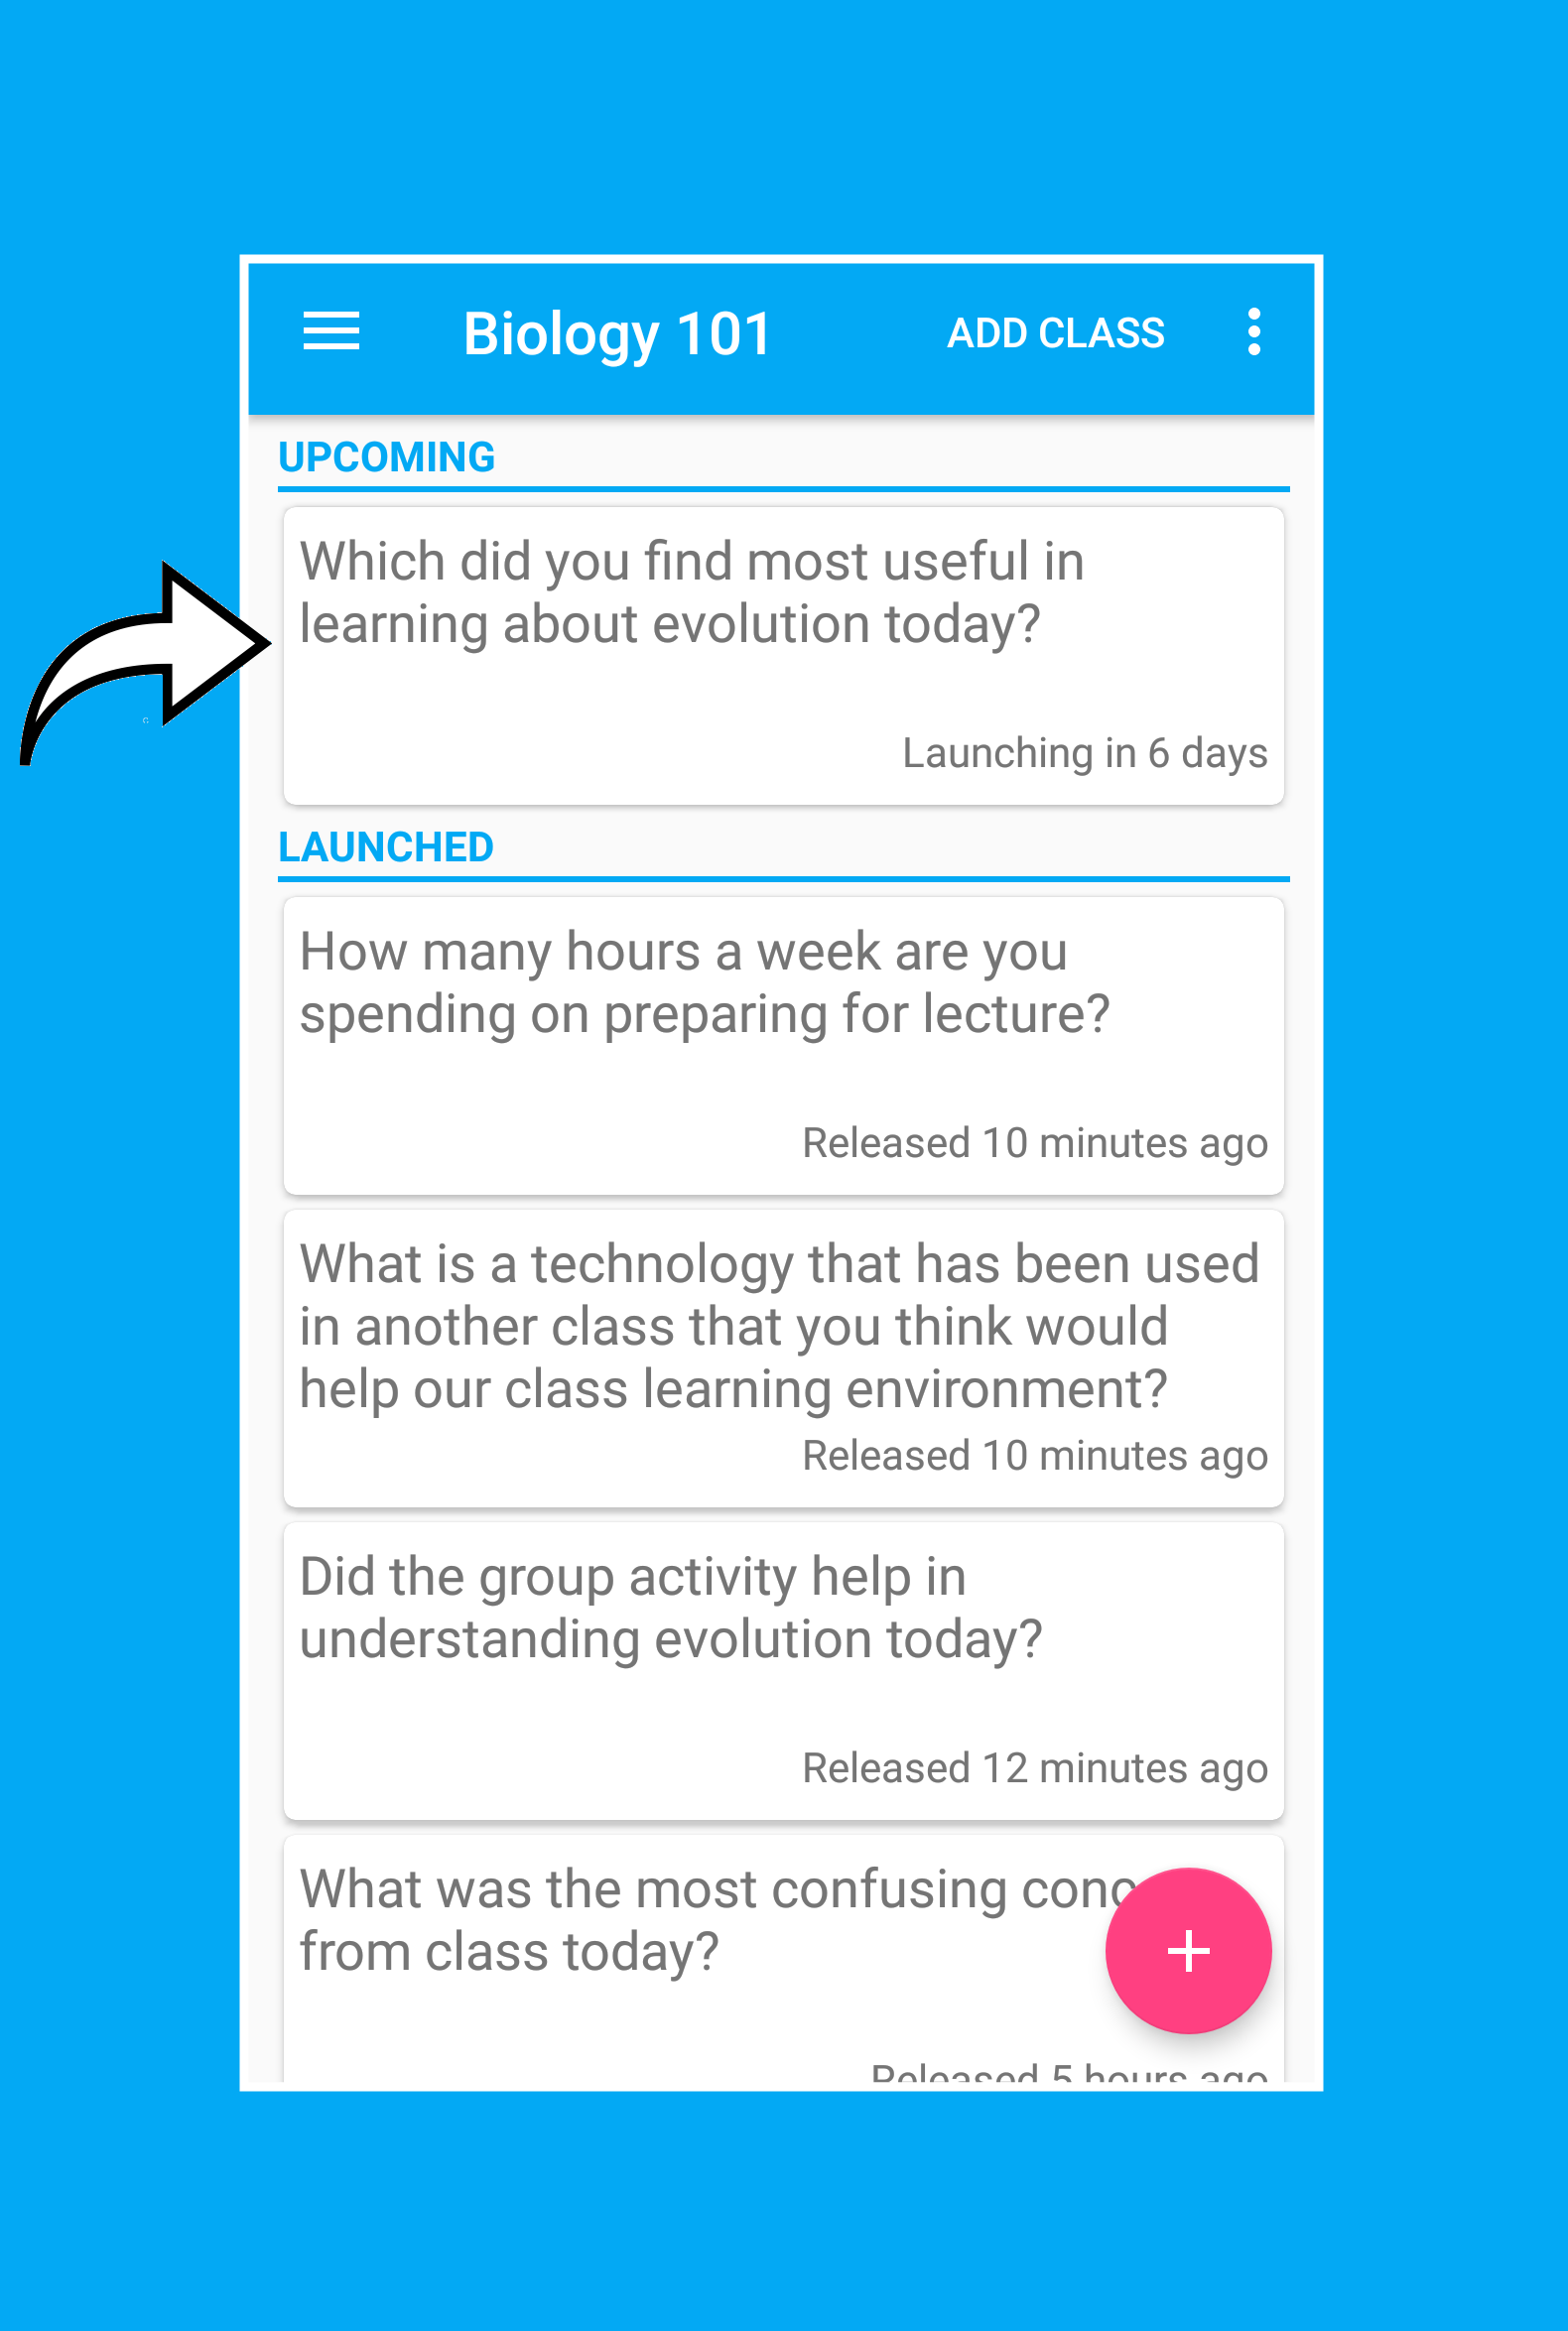 Biology 101 ADD CLASS
UPCOMING
Which did you find most useful in
learning about evolution today?
Launching in 6 days
LAUNCHED
How many hours a week are you
spending on preparing for lecture?
Released 10 minutes ago
What is a technology that has been used
in another class that you think would
help our class learning environment?
Released 10 minutes ago
Did the group activity help in
understanding evolution today?
Released 12 minutes ago
What was the most confusing
from class today?
Released 5 hours ago